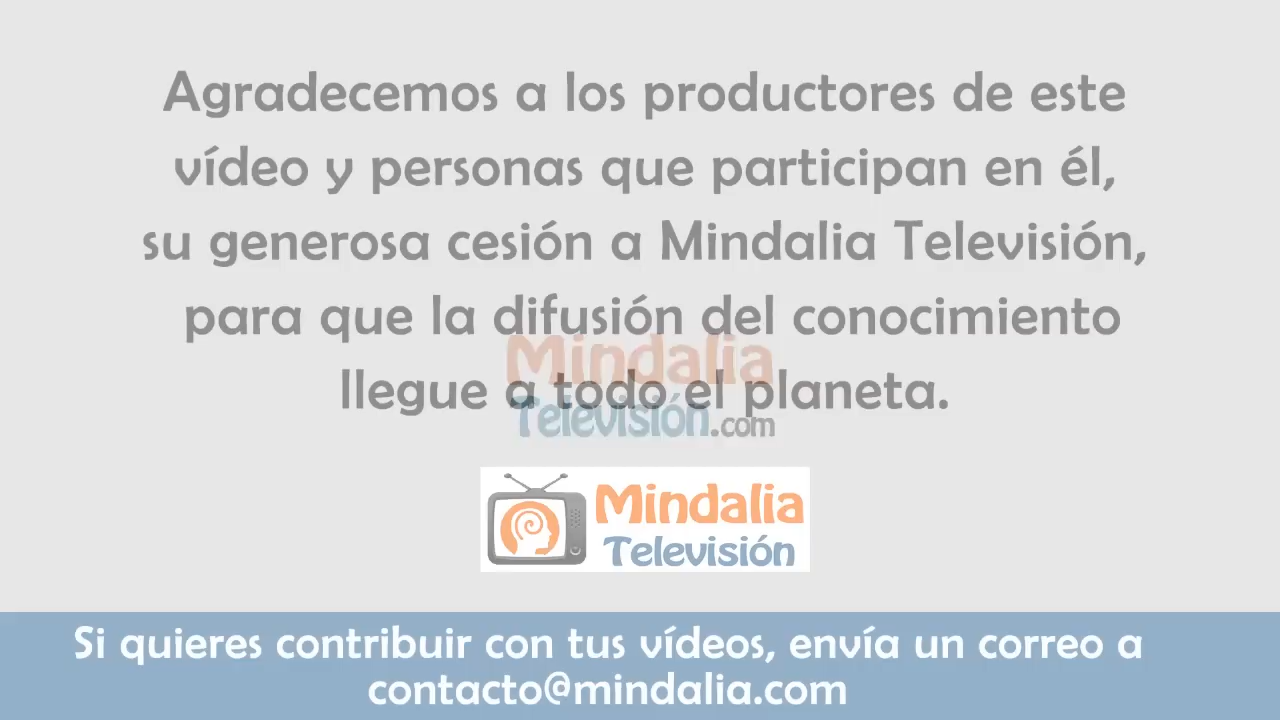 Agradecemos a los productores de este
vídeo y personas que participan en él,
su generosa cesión a Mindalia Televisión,
para que la difusión del conocimiento
Mindalia
llegue a todo el planeta.
Televisión.com
Mindalia
Televisión
Si quieres contribuir con tus vídeos, envía un correo a
contacto@mindalia.com